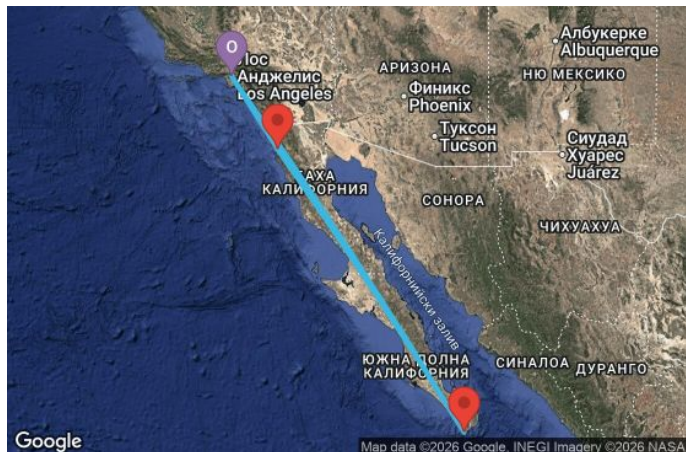 О
Лос
Анджелис
Los Angeles
АРИЗОНА
Финикс
Phoenix
Албукерке
Albuquerque
НЮ МЕКСИКО
Туксон
Tucson
Сиудад
Хуарес
Juárez
БАХА
КАЛИФОРНИЯ
СОНОРА
ЧИХУАХУА
Калифорнийски залив
ЮЖНА ДОЛНА
КАЛИФОРНИЯ
СИНАЛОА
ДУРАНГО
Google
Map data ©2026 Google, INEGI Imagery ©2026 NASA